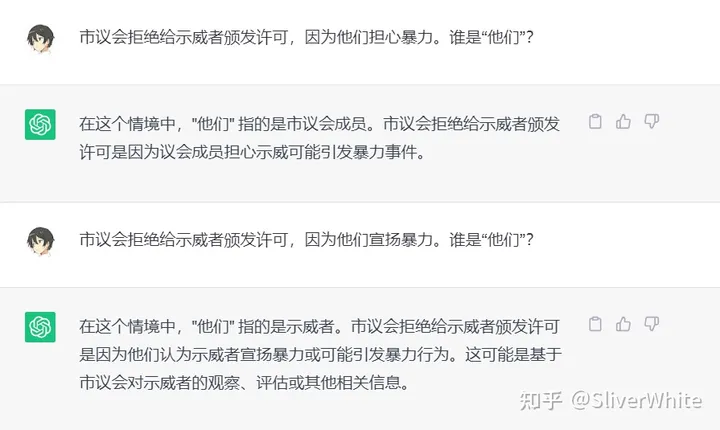 市议会拒绝给示威者颁发许可，因为他们担心暴力。谁是“他们”？
在这个情境中，"他们" 指的是市议会成员。市议会拒绝给示威者颁发
许可是因为议会成员担心示威可能引发暴力事件。
市议会拒绝给示威者颁发许可，因为他们宣扬暴力。谁是“他们”？
在这个情境中，"他们" 指的是示威者。市议会拒绝给示威者颁发许可
是因为他们认为示威者宣扬暴力或可能引发暴力行为。这可能是基于
市议会对示威者的观察、评估或其他相关信息。
知乎 @SliverWhite